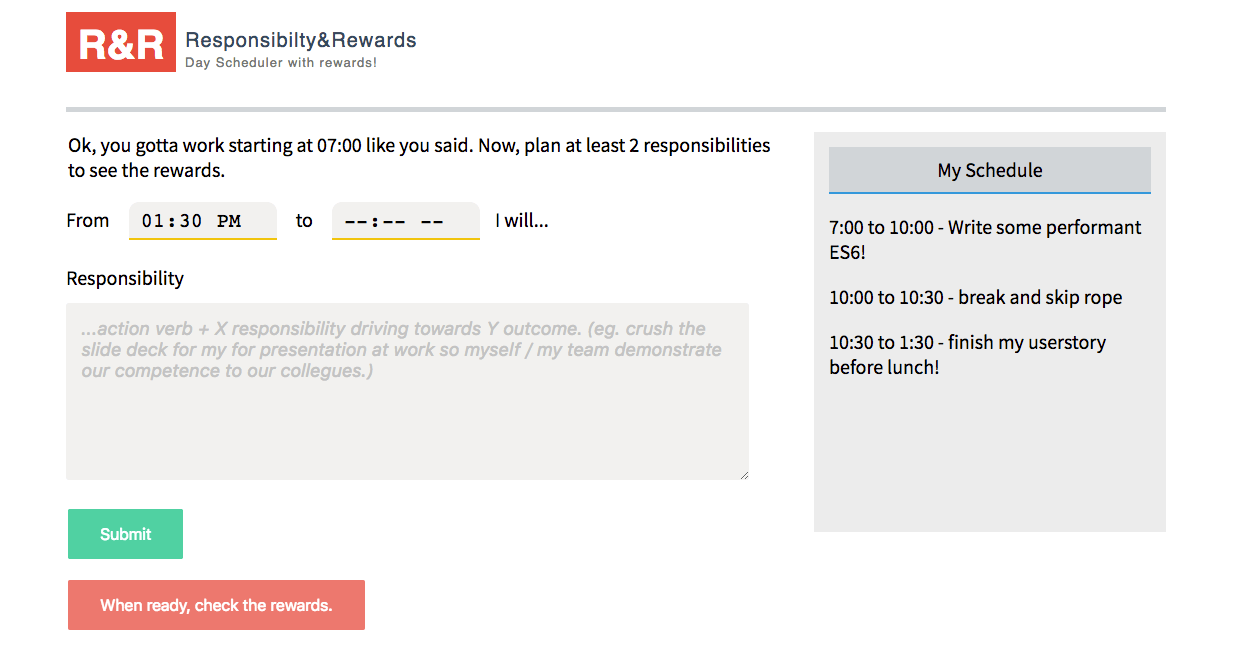 R&R
Responsibilty&Rewards
Day Scheduler with rewards!
Ok, you gotta work starting at 07:00 like you said. Now, plan at least 2 responsibilities
to see the rewards.
From 01:30 PM to --:-- -- I will...
Responsibility
...action verb + X responsibility driving towards Y outcome. (eg. crush the
slide deck for my for presentation at work so myself / my team demonstrate
our competence to our collegues.)
Submit
When ready, check the rewards.
My Schedule
7:00 to 10:00 - Write some performant
ES6!
10:00 to 10:30 - break and skip rope
10:30 to 1:30 - finish my userstory
before lunch!